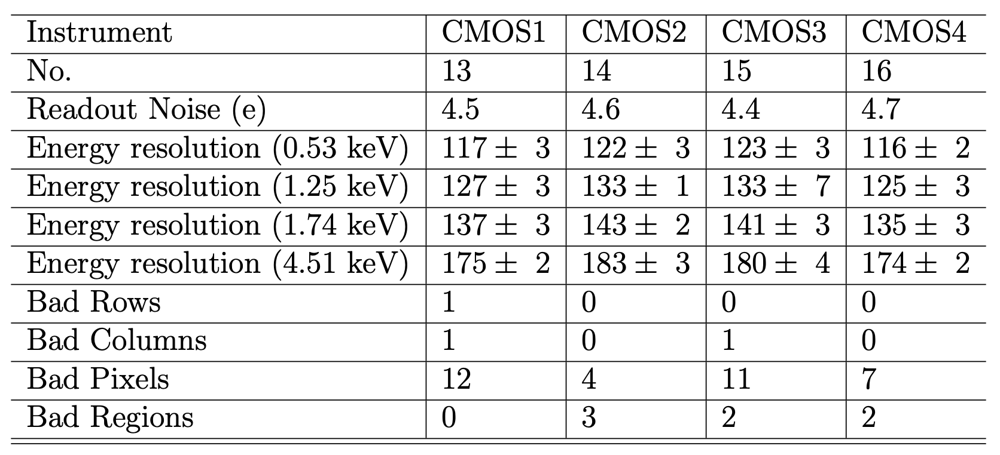 Instrument CMOS1 CMOS2 CMOS3 CMOS4
No. 13 14 15 16
Readout Noise (e) 4.5 4.6 4.4 4.7
Energy resolution (0.53 keV) 117 ± 3 122 ± 3 123 ± 3 116 ± 2
Energy resolution (1.25 keV) 127 ± 3 133 ± 1 133 ± 7 125 ± 3
Energy resolution (1.74 keV) 137 ± 3 143 ± 2 141 ± 3 135 ± 3
Energy resolution (4.51 keV) 175 ± 2 183 ± 3 180 ± 4 174 ± 2
Bad Rows 1 0 0 0
Bad Columns 1 0 1 0
Bad Pixels 12 4 11 7
Bad Regions 0 3 2 2